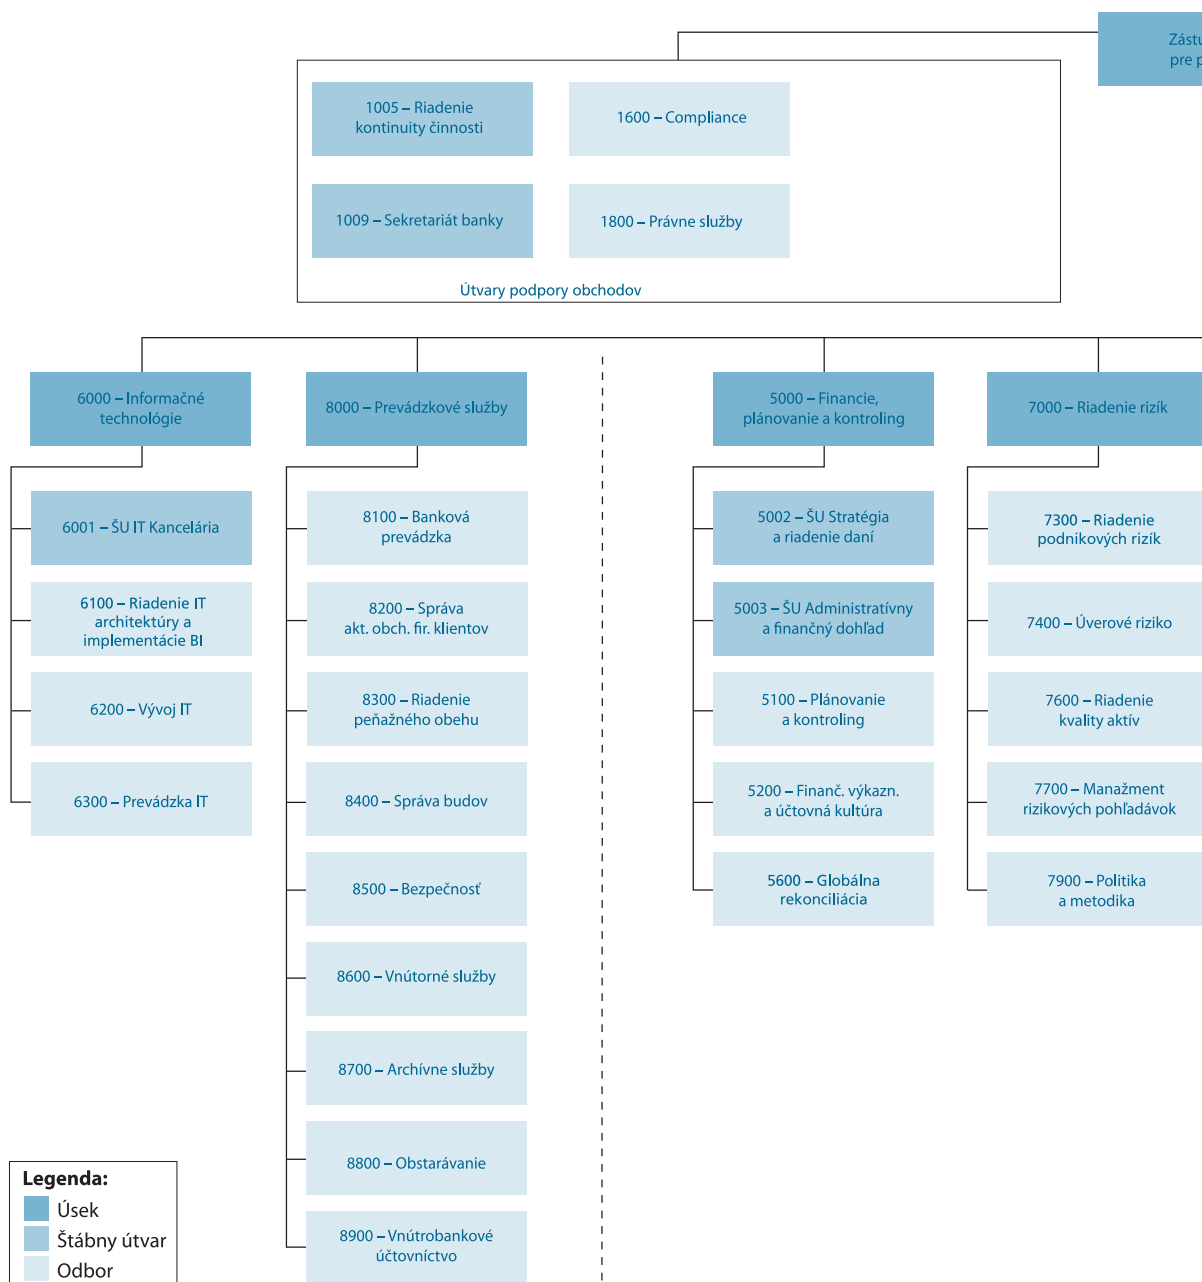 Zástu
pre p
1005 – Riadenie
kontinuity činnosti
1600 – Compliance
1009 – Sekretariát banky
1800 – Právne služby
Útvary podpory obchodov
6000 – Informačné
technológie
8000 – Prevádzkové služby
5000 – Financie,
plánovanie a kontroling
7000 – Riadenie rizík
6001 – ŠU IT Kancelária
6100 – Riadenie IT
architektúry a
implementácie BI
6200 – Vývoj IT
6300 – Prevádzka IT
8100 – Banková
prevádzka
8200 – Správa
akt. obch. fir. klientov
8300 – Riadenie
peňažného obehu
8400 – Správa budov
8500 – Bezpečnosť
8600 – Vnútorné služby
8700 – Archívne služby
8800 – Obstarávanie
8900 – Vnútrobankové
účtovníctvo
5002 – ŠU Stratégia
a riadenie daní
5003 – ŠU Administratívny
a finančný dohľad
5100 – Plánovanie
a kontroling
5200 – Finanč. výkazn.
a účtovná kultúra
5600 – Globálna
rekonciliácia
7300 – Riadenie
podnikových rizík
7400 – Úverové riziko
7600 – Riadenie
kvality aktív
7700 – Manažment
rizikových pohľadávok
7900 – Politika
a metodika
Legenda:
Úsek
Štábny útvar
Odbor